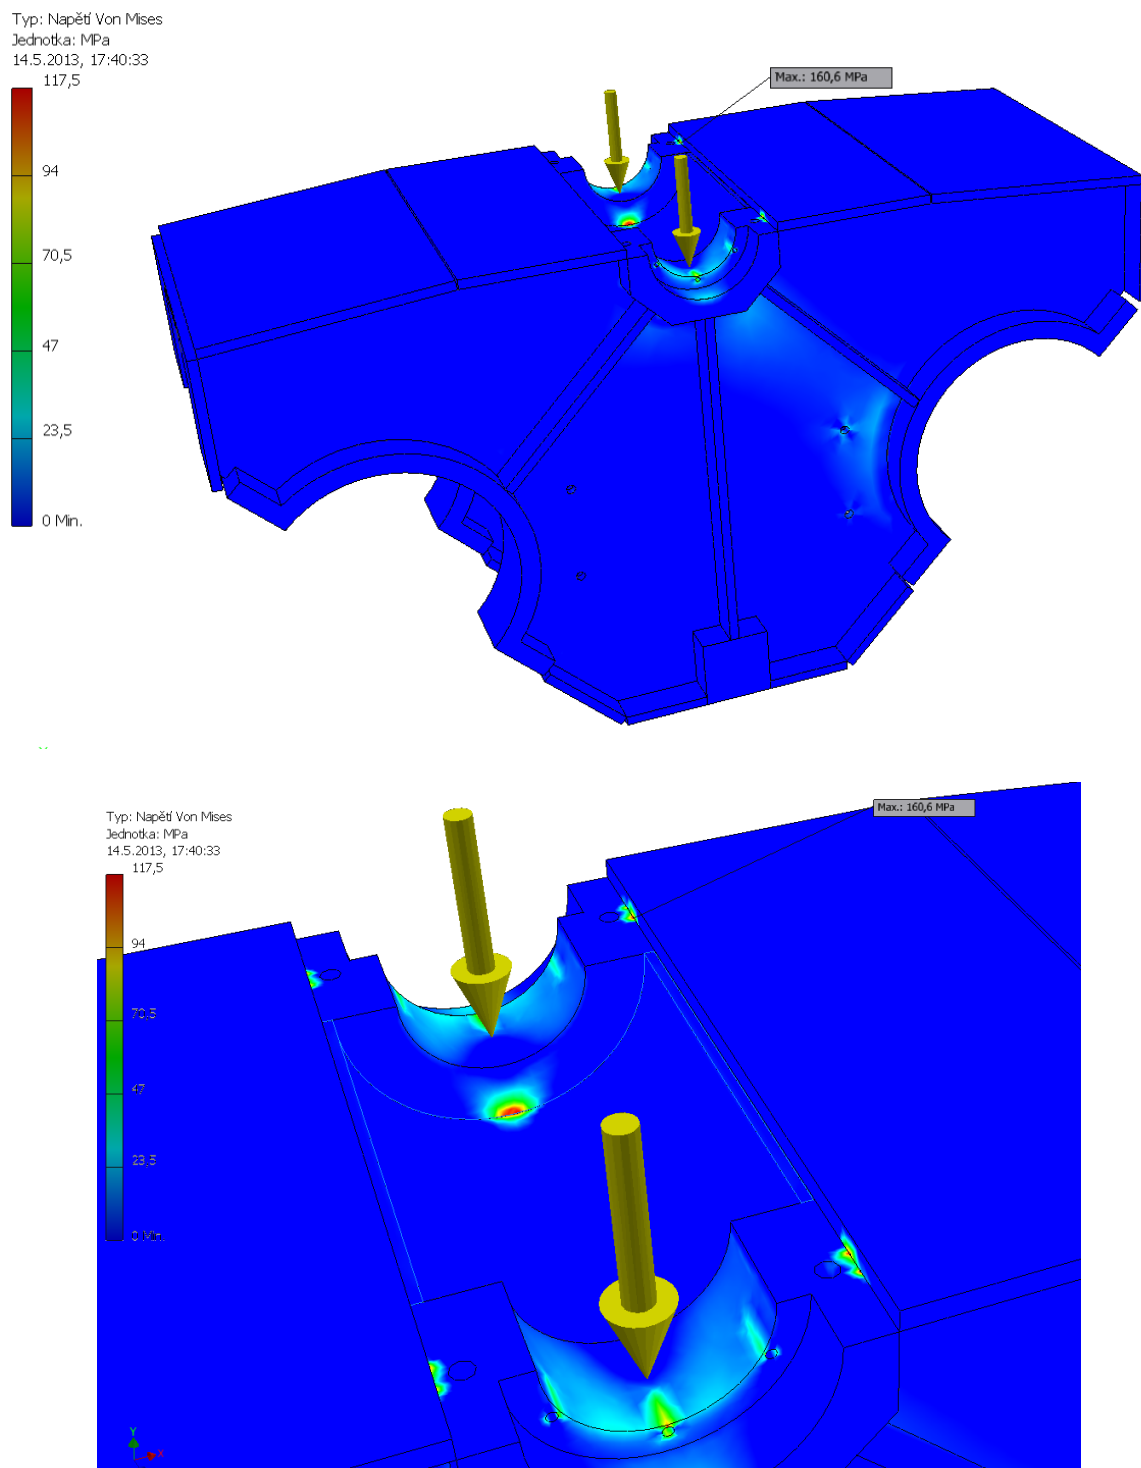 Typ: Napětí Von Mises
Jednotka: MPa
14.5.2013, 17:40:33
117,5
Max.: 160,6 MPa
94
70,5
47
23,5
0 Min.
Typ: Napětí Von Mises
Jednotka: MPa
14.5.2013, 17:40:33
117,5
Max.: 160,6 MPa
94
70,5
47
23,5
0 Min.
Y
X